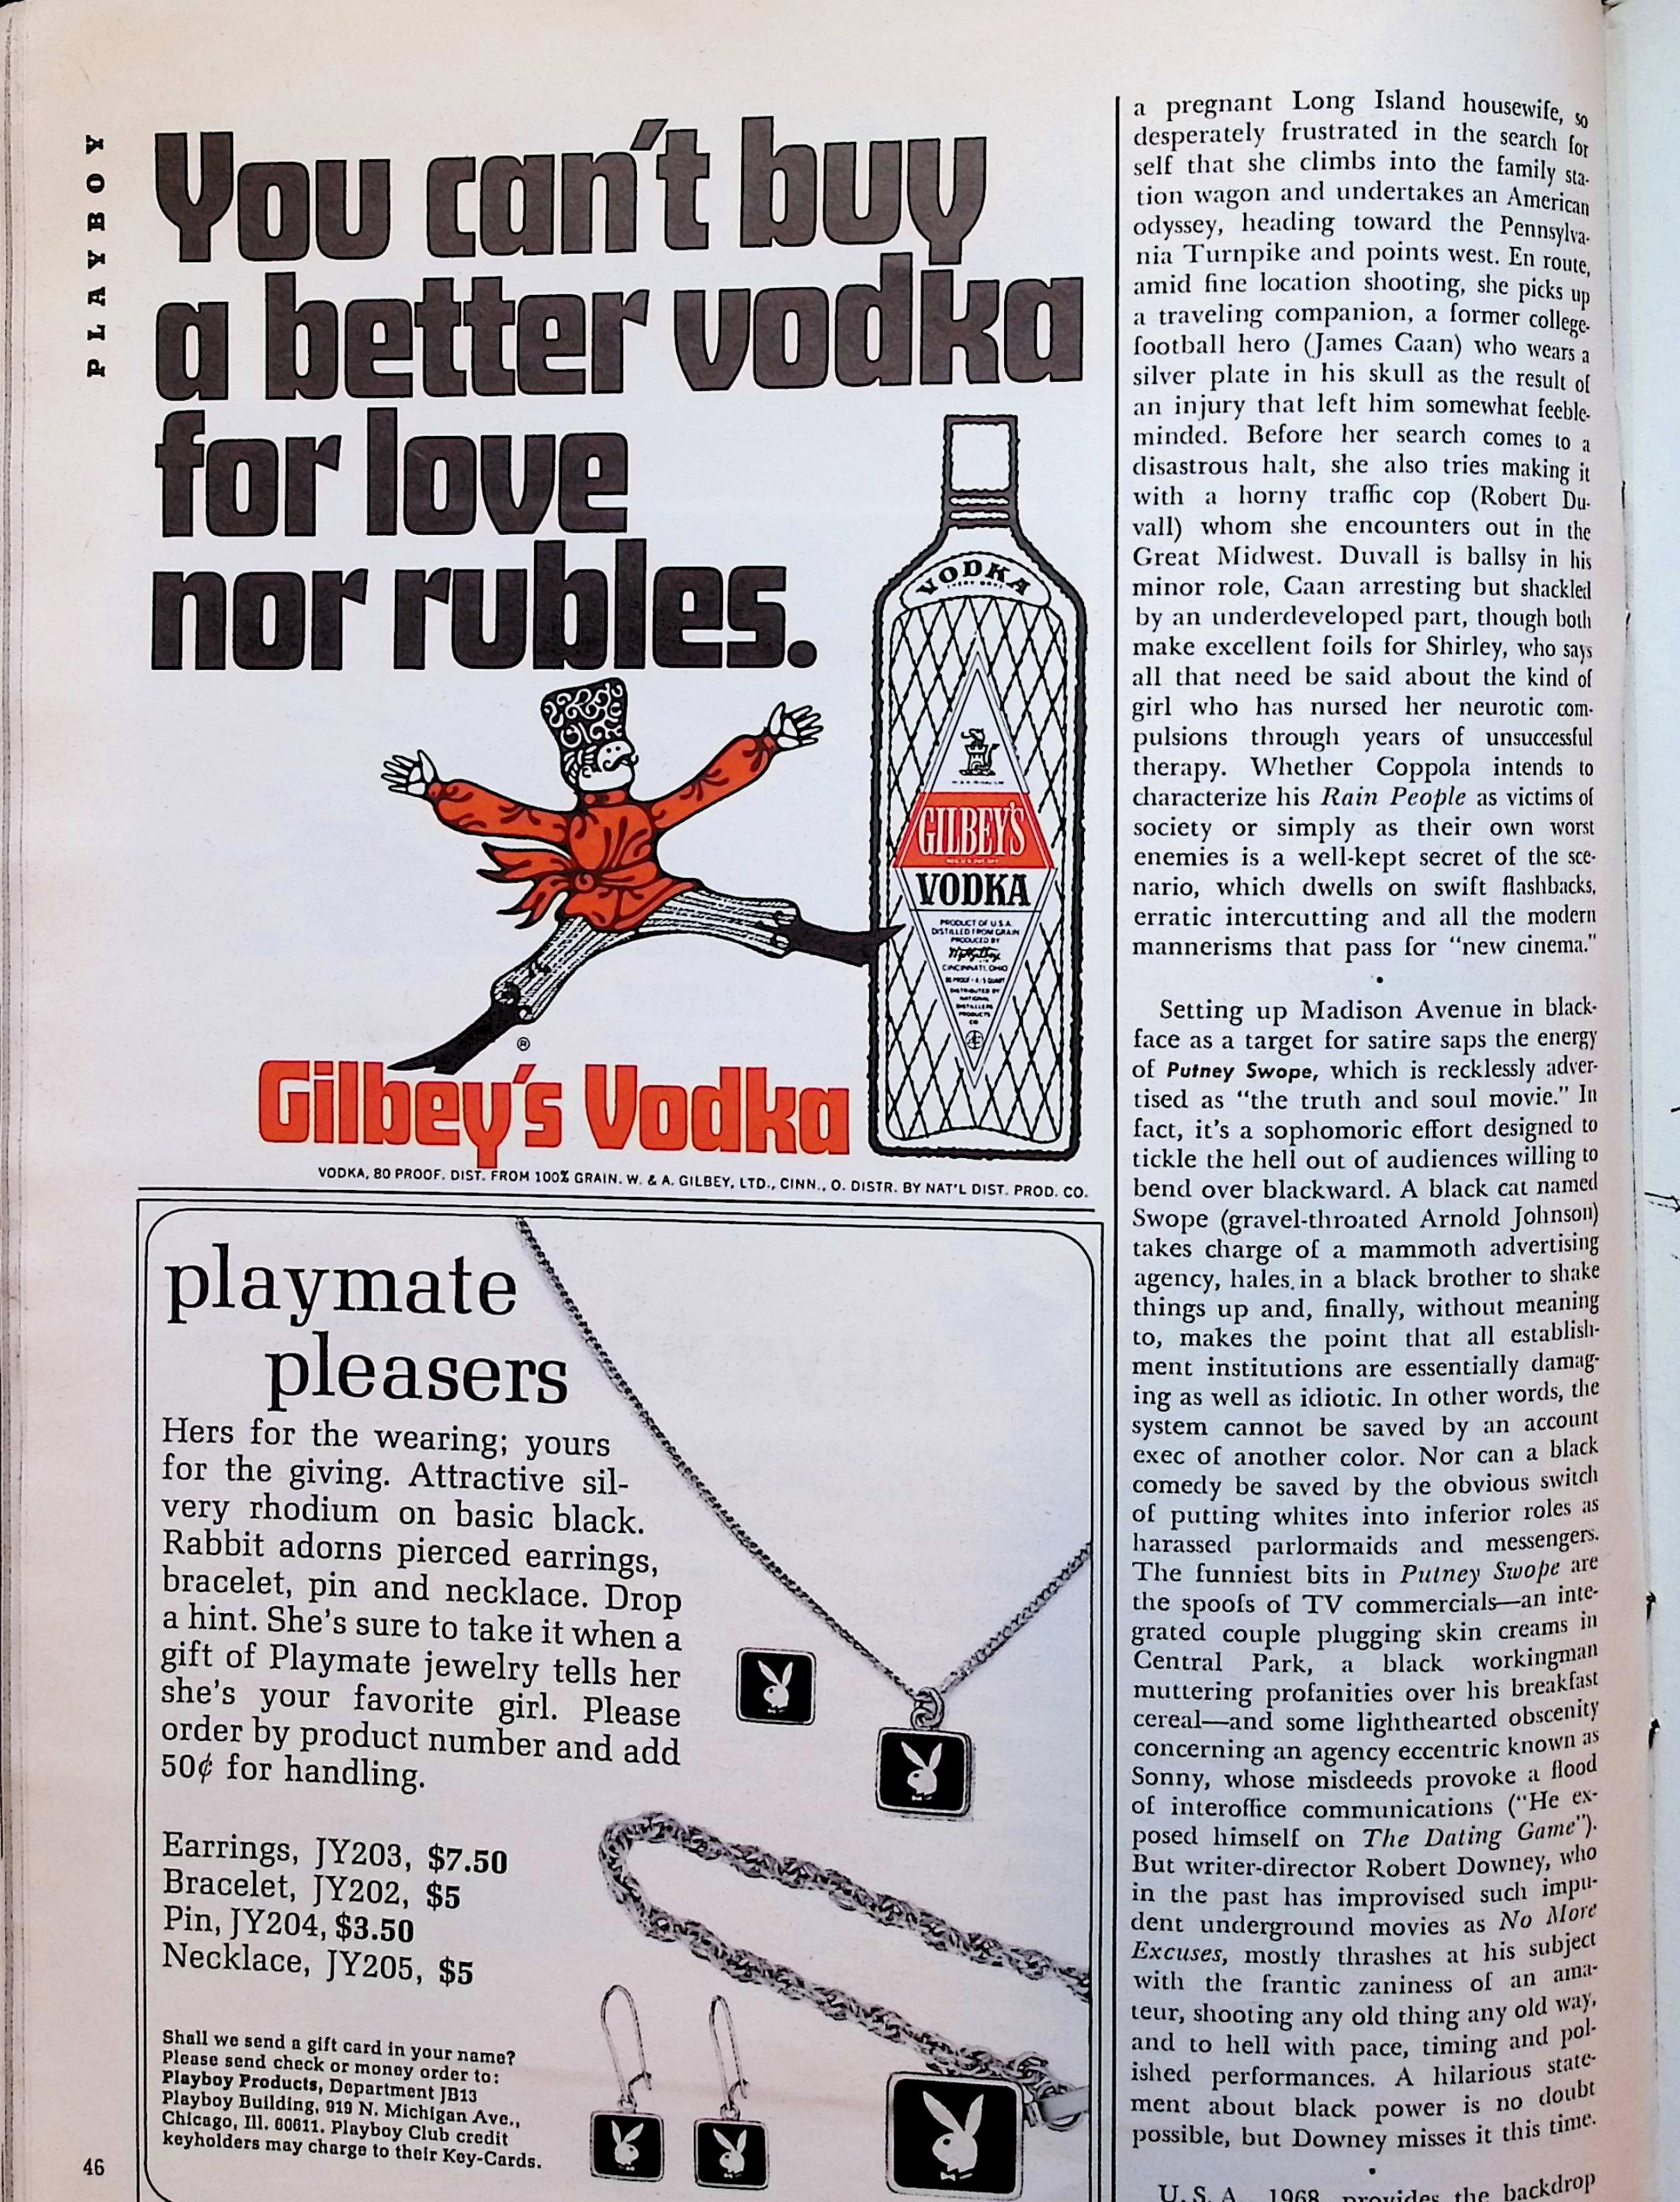 PLAYBOY
You can't buy
a better vodka
for love
nor rubles.
VODKA
GILBEY'S
VODKA
PRODUCT OF U.S.A.
DISTILLED FROM GRAIN
PRODUCED BY
CINCINNATI, OHIO
80 PROOF • 4/5 QUART
DISTRIBUTED BY
NATIONAL
DISTILLERS
PRODUCTS
CO
®
Gilbey's Vodka
VODKA, 80 PROOF. DIST. FROM 100% GRAIN. W. & A. GILBEY, LTD., CINN., O. DISTR. BY NAT'L DIST. PROD. CO.
playmate
pleasers
Hers for the wearing; yours
for the giving. Attractive sil-
very rhodium on basic black.
Rabbit adorns pierced earrings,
bracelet, pin and necklace. Drop
a hint. She's sure to take it when a
gift of Playmate jewelry tells her
she's your favorite girl. Please
order by product number and add
50¢ for handling.
Earrings, JY203, $7.50
Bracelet, JY202, $5
Pin, JY204, $3.50
Necklace, JY205, $5
Shall we send a gift card in your name?
Please send check or money order to:
Playboy Products, Department JB13
Playboy Building, 919 N. Michigan Ave.,
Chicago, Ill. 60611. Playboy Club credit
keyholders may charge to their Key-Cards.
46
a pregnant Long Island housewife, so
desperately frustrated in the search for
self that she climbs into the family sta-
tion wagon and undertakes an American
odyssey, heading toward the Pennsylva-
nia Turnpike and points west. En route,
amid fine location shooting, she picks up
a traveling companion, a former college-
football hero (James Caan) who wears a
silver plate in his skull as the result of
an injury that left him somewhat feeble-
minded. Before her search comes to a
disastrous halt, she also tries making it
with a horny traffic cop (Robert Du-
vall) whom she encounters out in the
Great Midwest. Duvall is ballsy in his
minor role, Caan arresting but shackled
by an underdeveloped part, though both
make excellent foils for Shirley, who says
all that need be said about the kind of
girl who has nursed her neurotic com-
pulsions through years of unsuccessful
therapy. Whether Coppola intends to
characterize his Rain People as victims of
society or simply as their own worst
enemies is a well-kept secret of the sce-
nario, which dwells on swift flashbacks,
erratic intercutting and all the modern
mannerisms that pass for "new cinema."
•
Setting up Madison Avenue in black-
face as a target for satire saps the energy
of Putney Swope, which is recklessly adver-
tised as "the truth and soul movie." In
fact, it's a sophomoric effort designed to
tickle the hell out of audiences willing to
bend over blackward. A black cat named
Swope (gravel-throated Arnold Johnson)
takes charge of a mammoth advertising
agency, hales in a black brother to shake
things up and, finally, without meaning
to, makes the point that all establish-
ment institutions are essentially damag-
ing as well as idiotic. In other words, the
system cannot be saved by an account
exec of another color. Nor can a black
comedy be saved by the obvious switch
of putting whites into inferior roles as
harassed parlormaids and messengers.
The funniest bits in Putney Swope are
the spoofs of TV commercials—an inte-
grated couple plugging skin creams in
Central Park, a black workingman
muttering profanities over his breakfast
cereal—and some lighthearted obscenity
concerning an agency eccentric known as
Sonny, whose misdeeds provoke a flood
of interoffice communications ("He ex-
posed himself on The Dating Game").
But writer-director Robert Downey, who
in the past has improvised such impu-
dent underground movies as No More
Excuses, mostly thrashes at his subject
with the frantic zaniness of an ama-
teur, shooting any old thing any old way,
and to hell with pace, timing and pol-
ished performances. A hilarious state-
ment about black power is no doubt
possible, but Downey misses it this time.
•
U.S.A. 1968 provides the backdrop